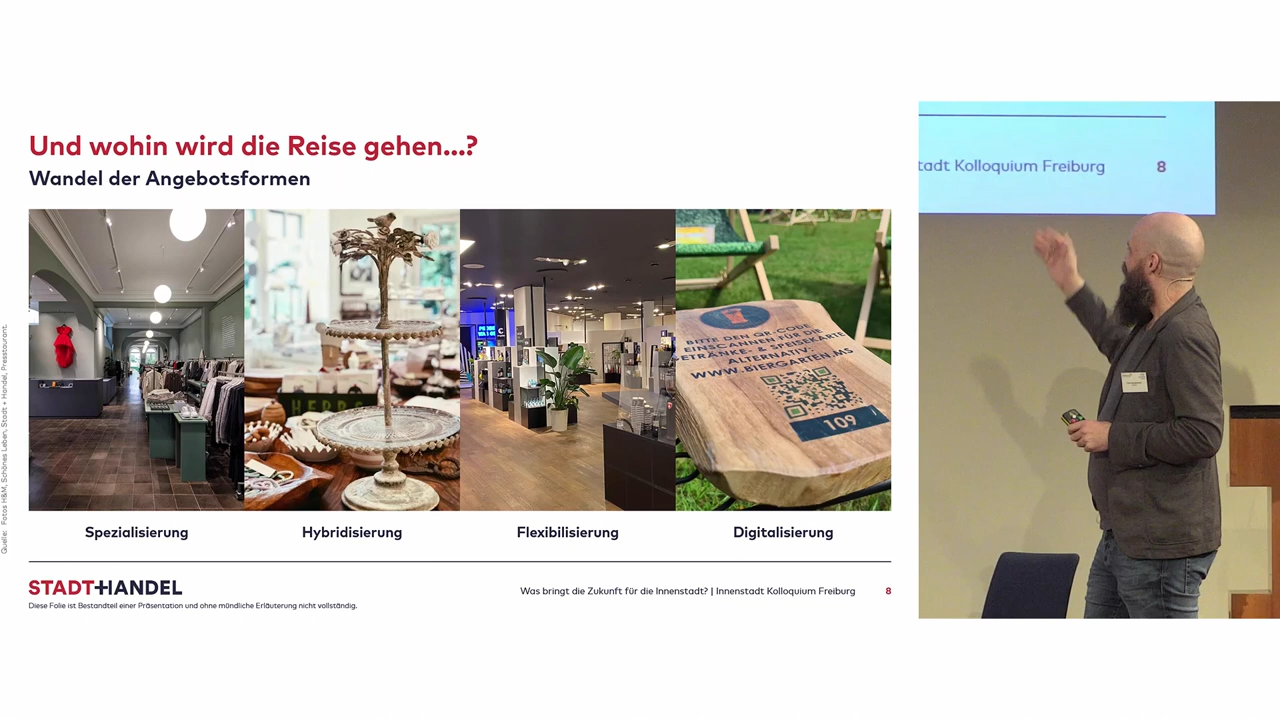 Und wohin wird die Reise gehen...?
Wandel der Angebotsformen
BITTE DEN QR-CODE
EINSCANNEN FÜR DIE
GETRÄNKE- & SPEISEKARTE
ALTERNATIV:
WWW.BIERGARTEN.MS
109
HERBS
Spezialisierung
Hybridisierung
Flexibilisierung
Digitalisierung
STADT+HANDEL
Diese Folie ist Bestandteil einer Präsentation und ohne mündliche Erläuterung nicht vollständig.
Was bringt die Zukunft für die Innenstadt? | Innenstadt Kolloquium Freiburg
8
Quelle: Fotos H&M, Schönes Leben, Stadt + Handel, Presstaurant.
tadt Kolloquium Freiburg
8